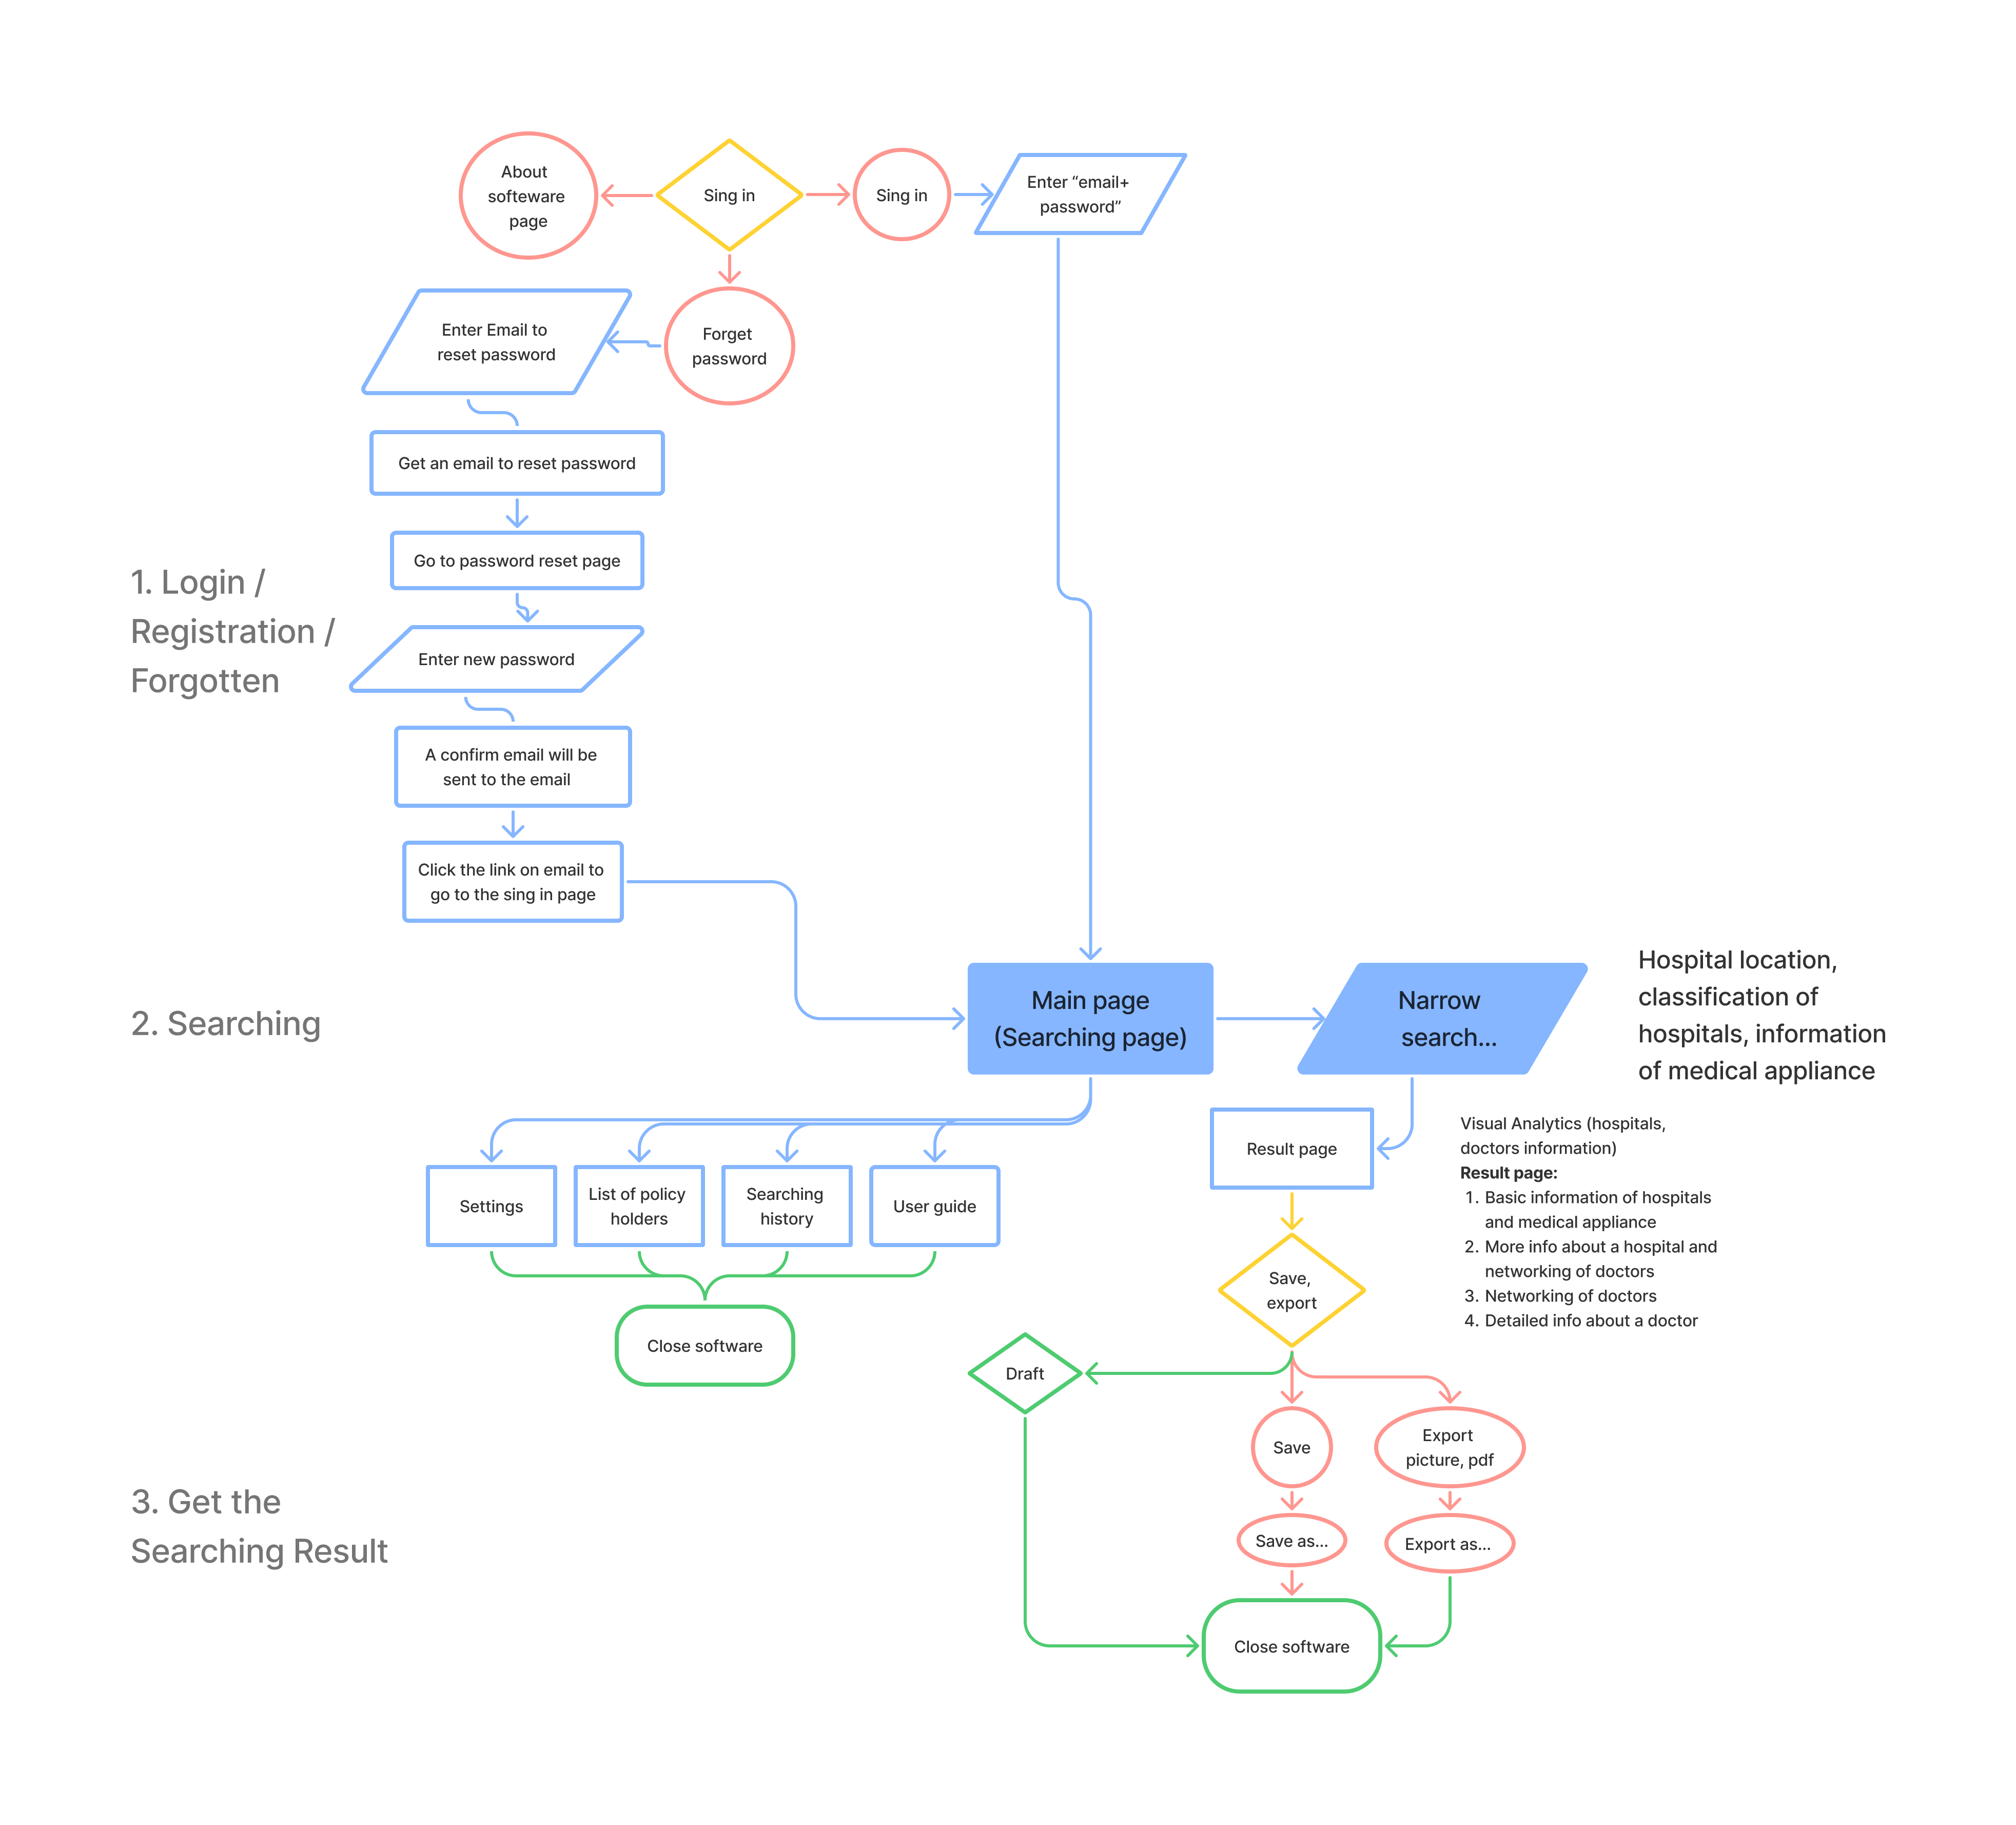 About
softeware
page
Sing in
Sing in
Enter “email+
password”
Enter Email to
reset password
Forget
password
Get an email to reset password
Go to password reset page
1. Login /
Registration /
Forgotten
Enter new password
A confirm email will be
sent to the email
Click the link on email to
go to the sing in page
2. Searching
Main page
(Searching page)
Narrow
search...
Hospital location,
classification of
hospitals, information
of medical appliance
Settings
List of policy
holders
Searching
history
User guide
Close software
Result page
Visual Analytics (hospitals,
doctors information)
Result page:
1. Basic information of hospitals
and medical appliance
2. More info about a hospital and
networking of doctors
3. Networking of doctors
4. Detailed info about a doctor
Save,
export
Draft
Save
Export
picture, pdf
3. Get the
Searching Result
Save as...
Export as...
Close software